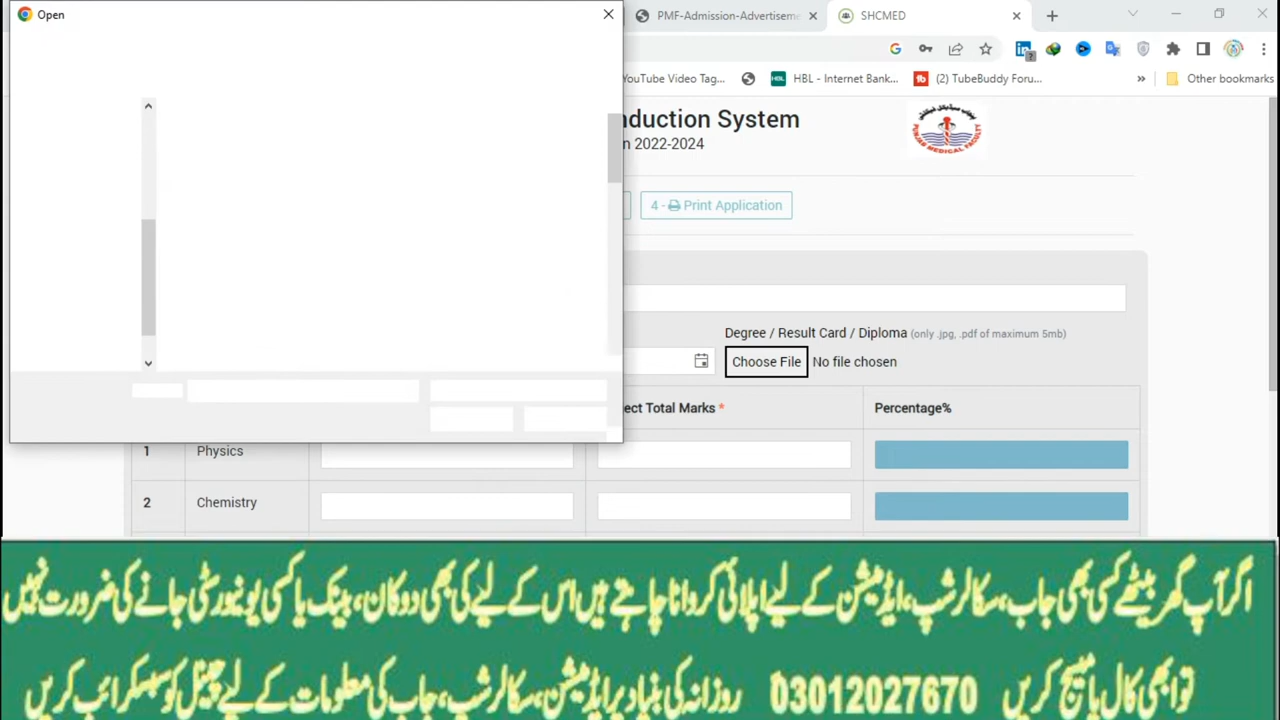 Open
PMF-Admission-Advertiseme
SHCMED
YouTube Video Tag...
HBL - Internet Bank...
(2) TubeBuddy Foru...
»
Other bookmarks
nduction System
n 2022-2024
PUNJAB MEDICAL FACULTY
4 - Print Application
Degree / Result Card / Diploma (only .jpg, .pdf of maximum 5mb)
Choose File No file chosen
ect Total Marks *
Percentage%
1 Physics
2 Chemistry
اگر آپ گھر بیٹھے کسی بھی جاب، سکالرشپ، ایڈمیشن کے لیے اپلائی کروانا چاہتے ہیں اس کے لیے کی بھی دوکان، بینک یا کسی یونیورسٹی جانے کی ضرورت نہیں
تو ابھی کال یا میسج کریں 03012027670 روزانہ کی بنیاد پر ایڈمیشن، سکالرشپ، جاب کی معلومات کے لیے چینل کو سبسکرائب کریں